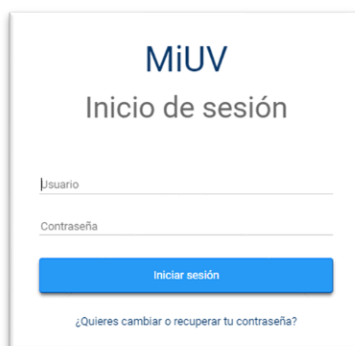 MiUV
Inicio de sesión
Usuario
Contraseña
Iniciar sesión
¿Quieres cambiar o recuperar tu contraseña?